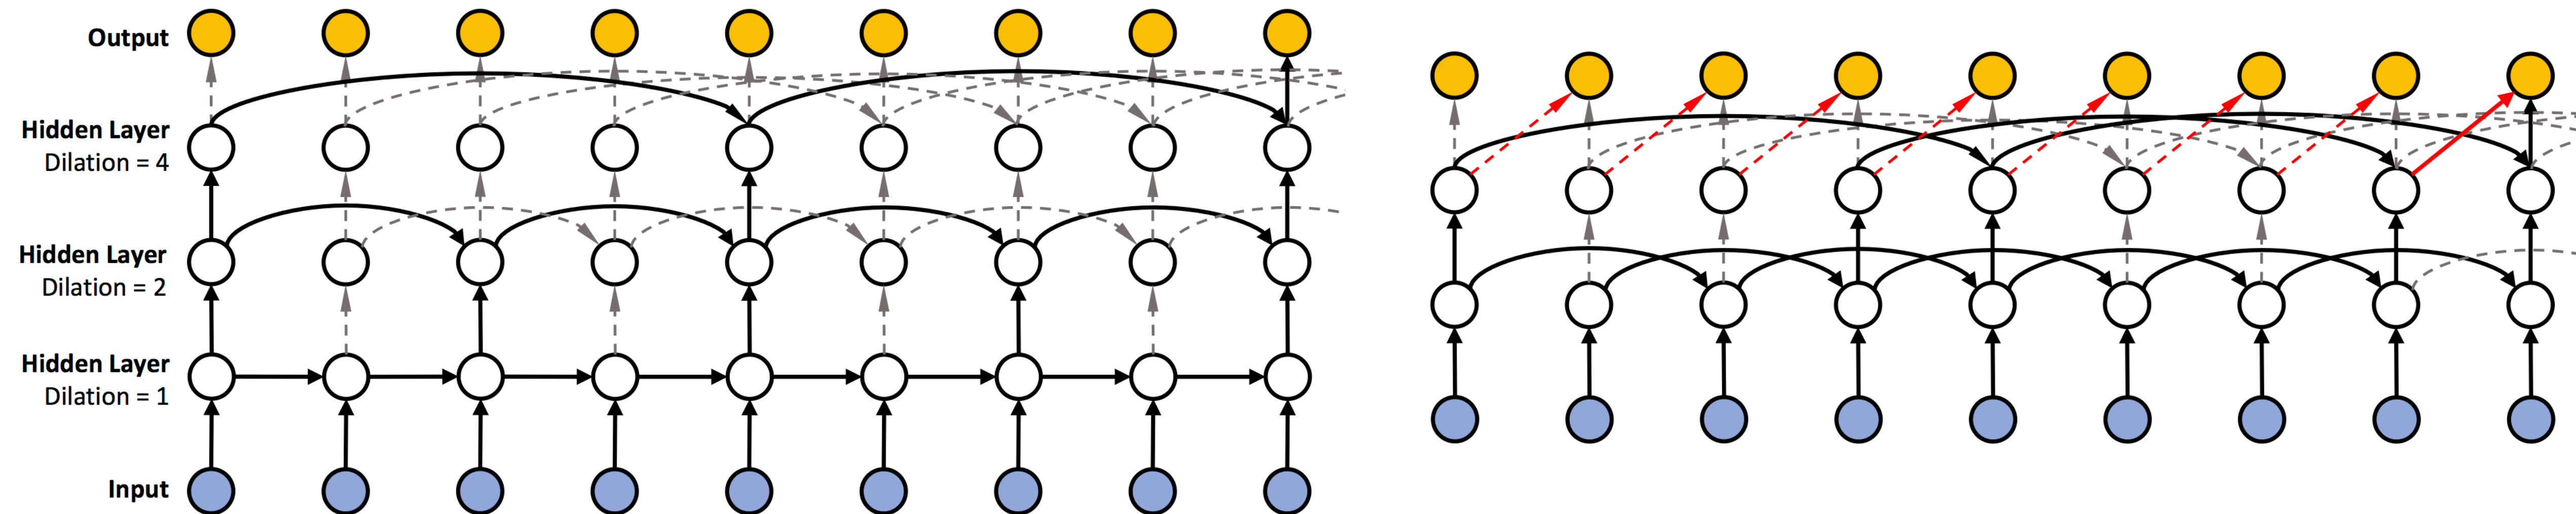 Output
Hidden Layer
Dilation = 4
Hidden Layer
Dilation = 2
Hidden Layer
Dilation = 1
Input